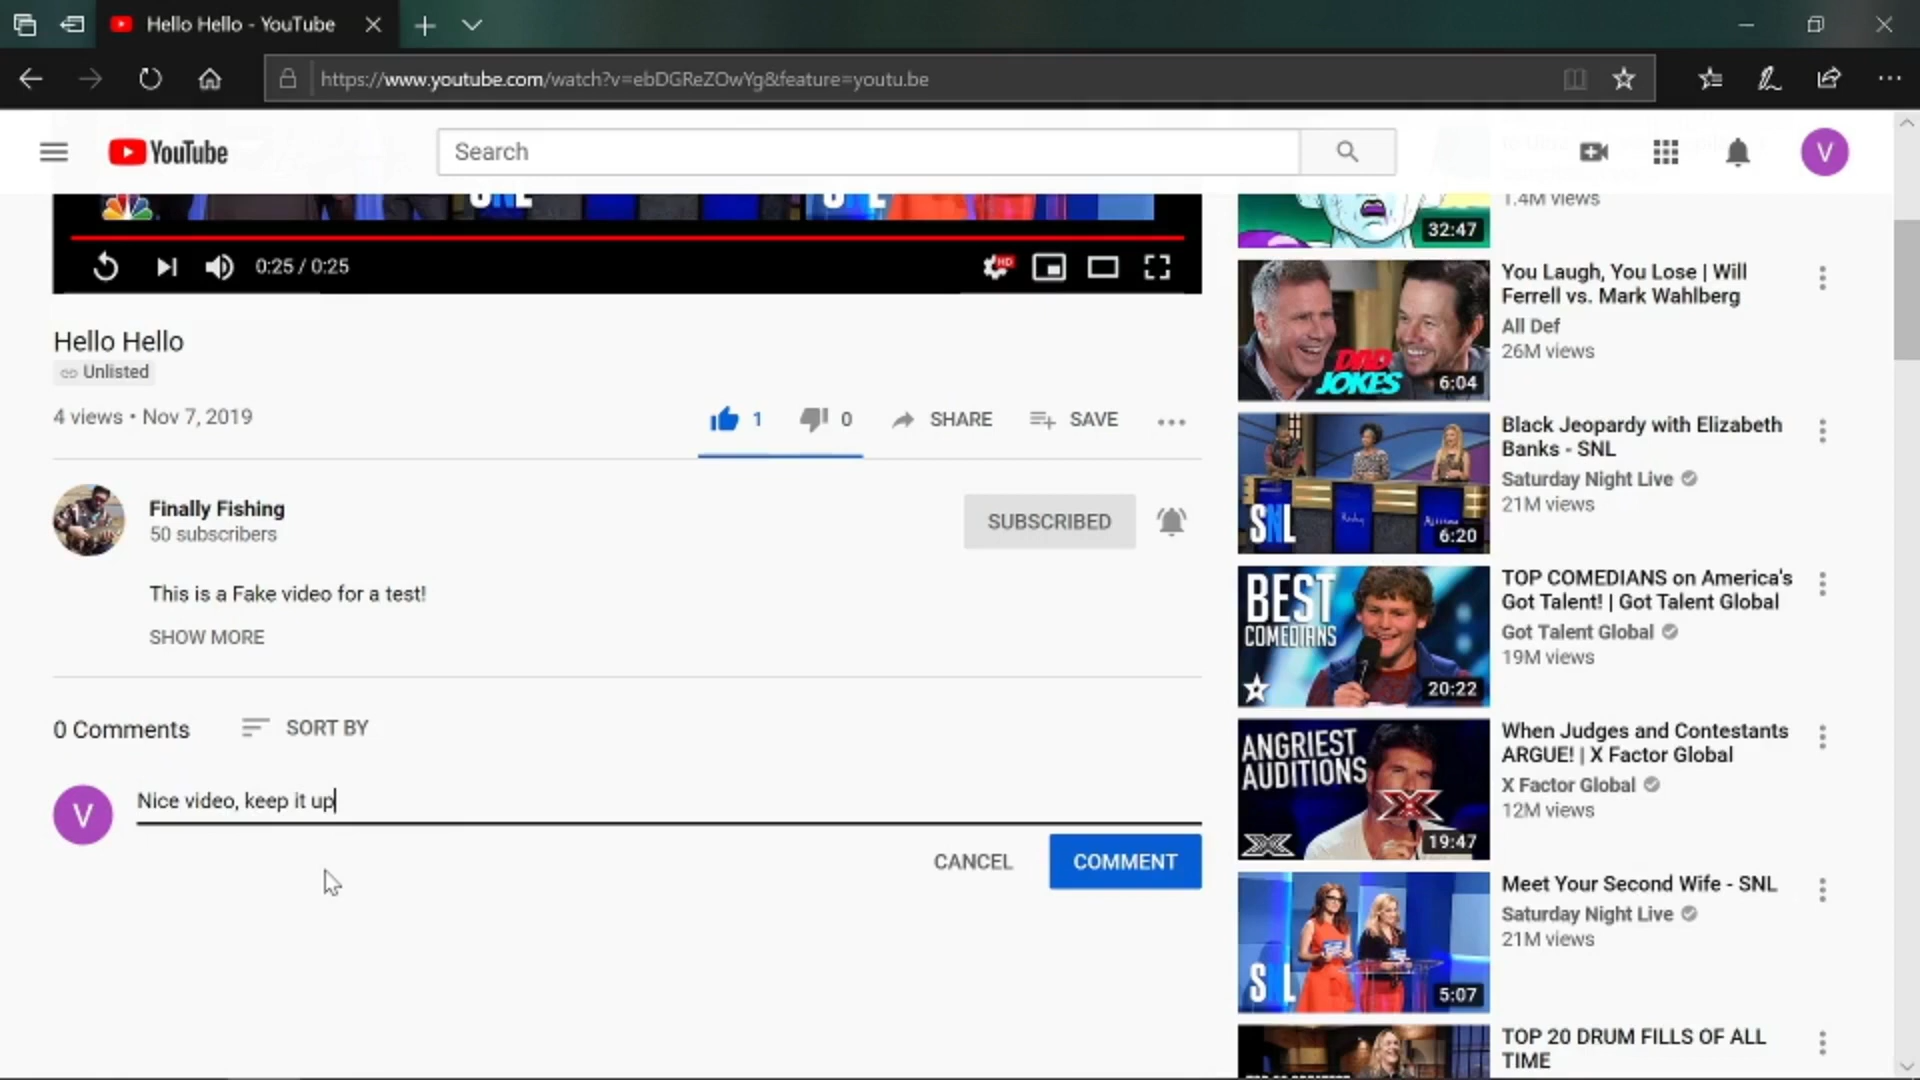 Hello Hello - YouTube
https://www.youtube.com/watch?v=ebDGReZOwYg&feature=youtu.be
YouTube
Search
V
SNL
0:25 / 0:25
HD
Hello Hello
Unlisted
4 views • Nov 7, 2019
1
0
SHARE
SAVE
Finally Fishing
50 subscribers
SUBSCRIBED
This is a Fake video for a test!
SHOW MORE
0 Comments
SORT BY
V
Nice video, keep it up
CANCEL
COMMENT
1.4M views
32:47
DAD
JOKES
6:04
You Laugh, You Lose | Will
Ferrell vs. Mark Wahlberg
All Def
26M views
SNL
6:20
Black Jeopardy with Elizabeth
Banks - SNL
Saturday Night Live
21M views
BEST
COMEDIANS
20:22
TOP COMEDIANS on America's
Got Talent! | Got Talent Global
Got Talent Global
19M views
ANGRIEST
AUDITIONS
X
19:47
When Judges and Contestants
ARGUE! | X Factor Global
X Factor Global
12M views
5:07
Meet Your Second Wife - SNL
Saturday Night Live
21M views
TOP 20 DRUM FILLS OF ALL
TIME